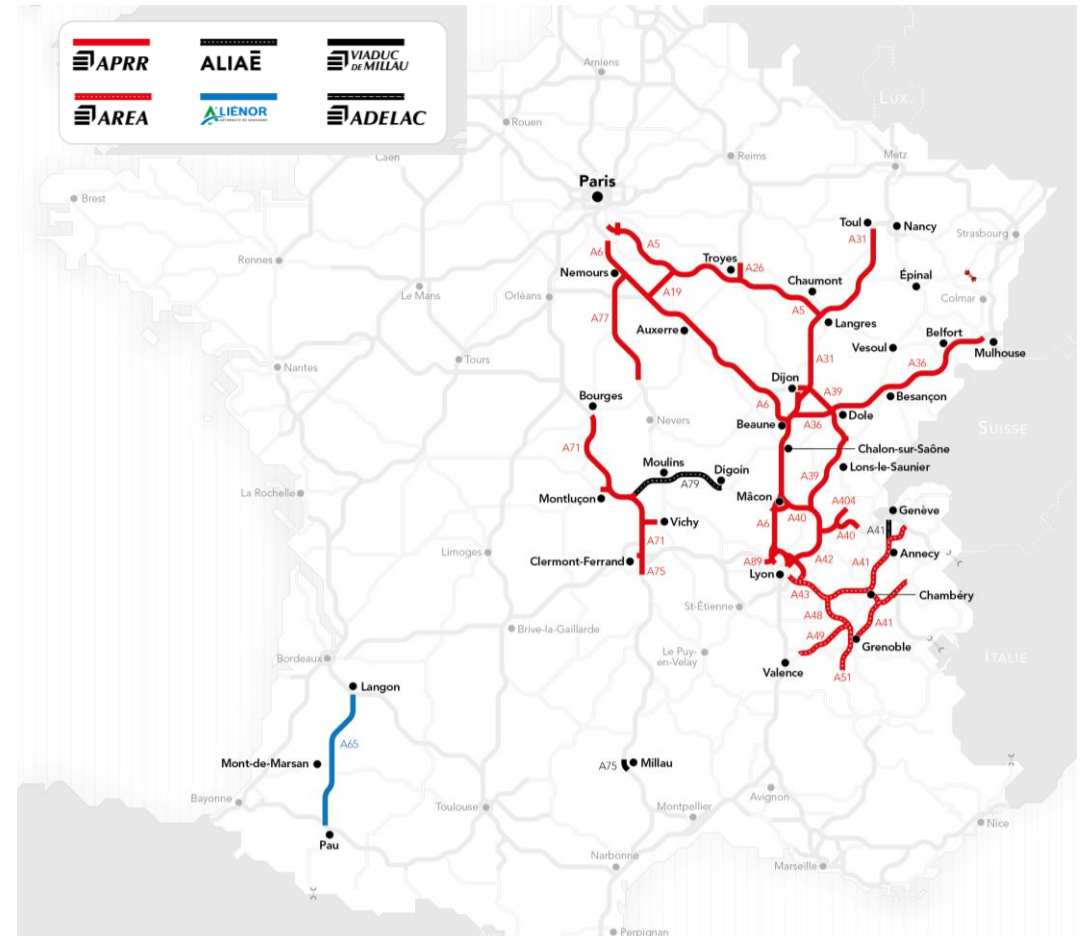 APRR
ALIAĒ
VIADUC
DE MILLAU
AREA
ALIÉNOR
ADELAC
Amiens
LUX.
Rouen
Caen
Reims
Metz
Brest
Paris
Toul
Nancy
Strasbourg
A31
A6
A5
Troyes
A26
Rennes
Nemours
Chaumont
Épinal
Le Mans
Orléans
A19
A5
Colmar
A77
Auxerre
Langres
Belfort
Vesoul
Mulhouse
Tours
A31
A36
Nantes
Dijon
A39
Besançon
Bourges
A6
Nevers
Beaune
A36
Dole
SUISSE
A71
Chalon-sur-Saône
Moulins
Digoin
Lons-le-Saunier
A39
A79
La Rochelle
Montluçon
Mâcon
A404
Genève
A40
Vichy
A6
A40
A41
A71
Limoges
Annecy
Clermont-Ferrand
A89
A42
A41
A75
Lyon
A43
Chambéry
St-Étienne
A48
A41
Brive-la-Gaillarde
A49
Grenoble
Le Puy-
en-Velay
Bordeaux
ITALIE
Valence
A51
Langon
A65
Mont-de-Marsan
A75
Millau
Bayonne
Avignon
Toulouse
Montpellier
Nice
Pau
Narbonne
Marseille
Perpignan